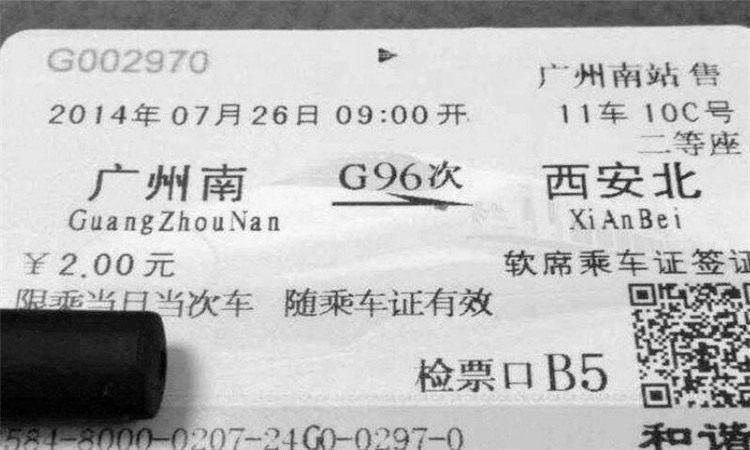 G002970
广州南站 售
2014年 07月 26日 09:00开 11车 10C号
二等座
广州南 G96次 西安北
GuangZhouNan XiAnBei
￥2.00元 软席乘车证签证
限乘当日当次车 随乘车证有效
检票口B5
584-8000-0207-24G0-0297-0 和谐